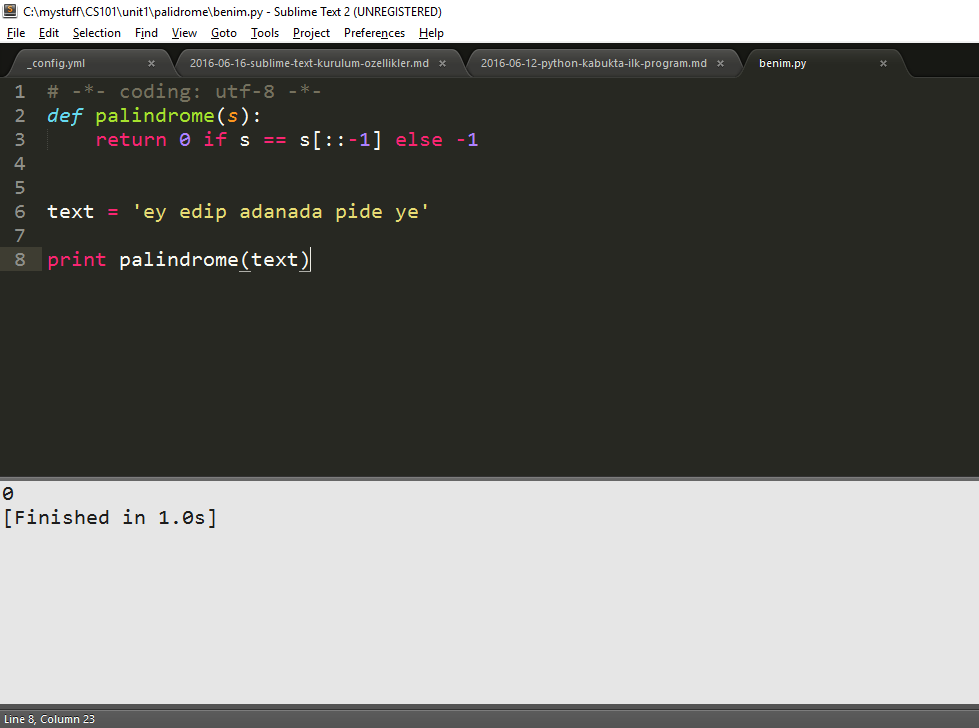 C:\mystuff\CS101\unit1\palidrome\benim.py - Sublime Text 2 (UNREGISTERED)
File Edit Selection Find View Goto Tools Project Preferences Help
_config.yml × 2016-06-16-sublime-text-kurulum-ozellikler.md × 2016-06-12-python-kabukta-ilk-program.md × benim.py ×
1 # -*- coding: utf-8 -*-
2 def palindrome(s):
3     return 0 if s == s[::-1] else -1
4
5
6 text = 'ey edip adanada pide ye'
7
8 print palindrome(text)
0
[Finished in 1.0s]
Line 8, Column 23